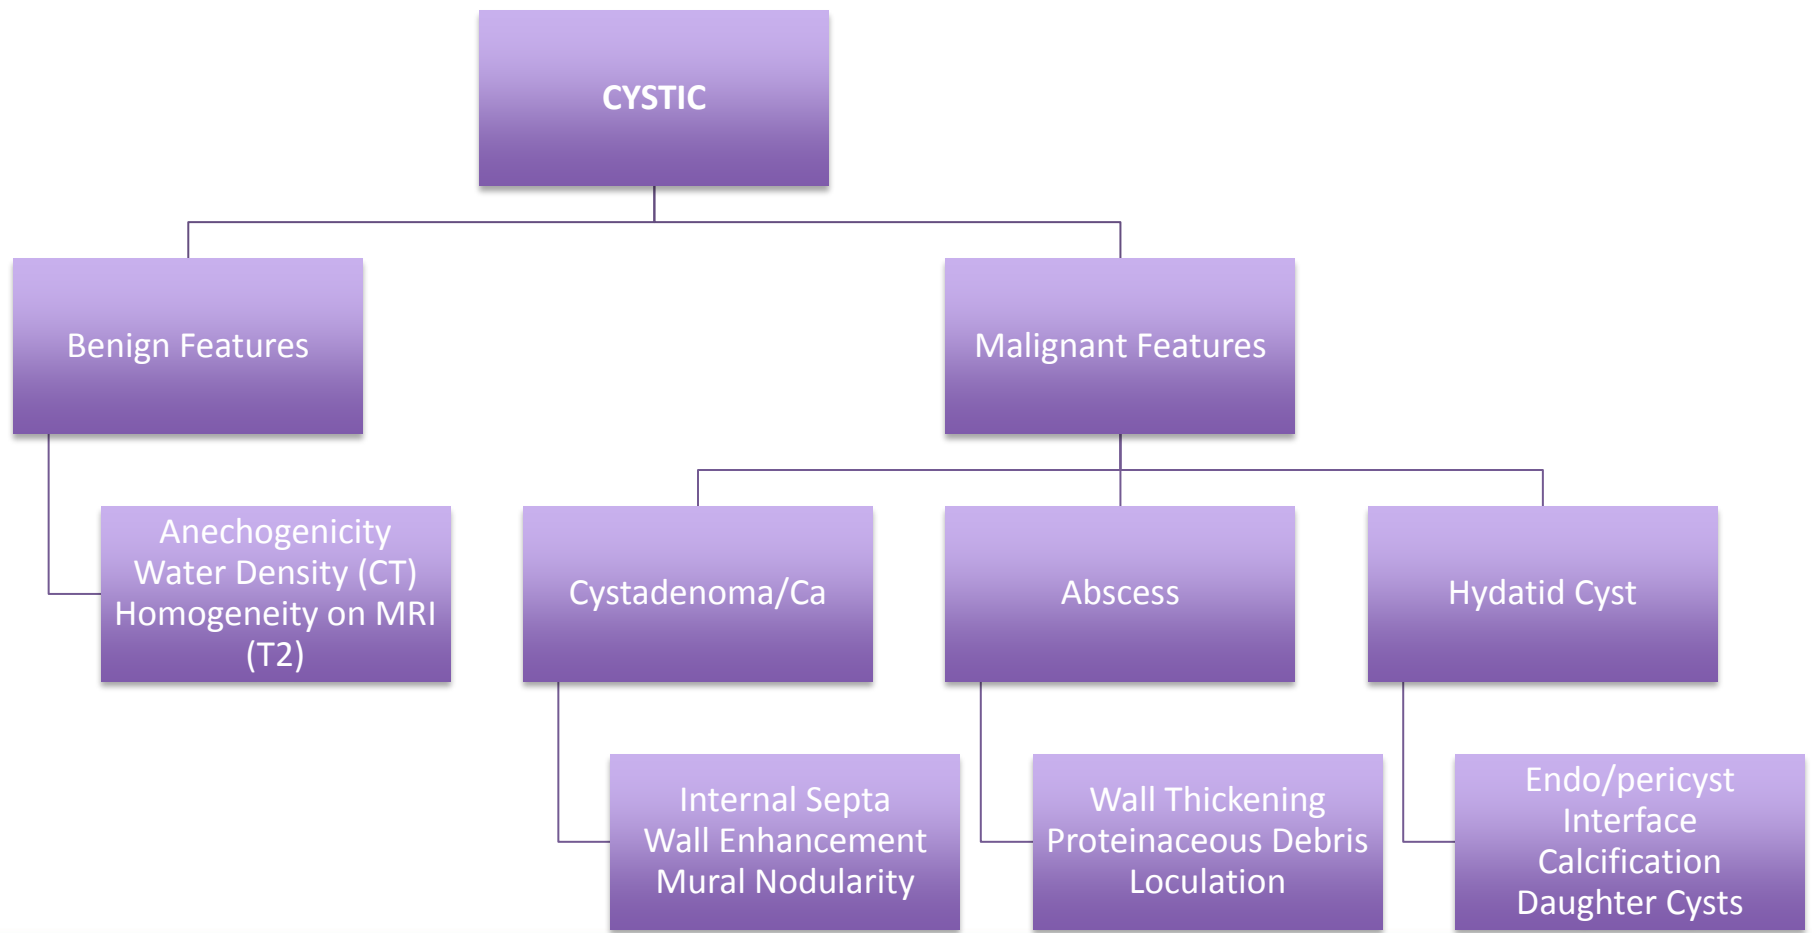 CYSTIC
Benign Features
Malignant Features
Anechogenicity
Water Density (CT)
Homogeneity on MRI
(T2)
Cystadenoma/Ca
Abscess
Hydatid Cyst
Internal Septa
Wall Enhancement
Mural Nodularity
Wall Thickening
Proteinaceous Debris
Loculation
Endo/pericyst
Interface
Calcification
Daughter Cysts